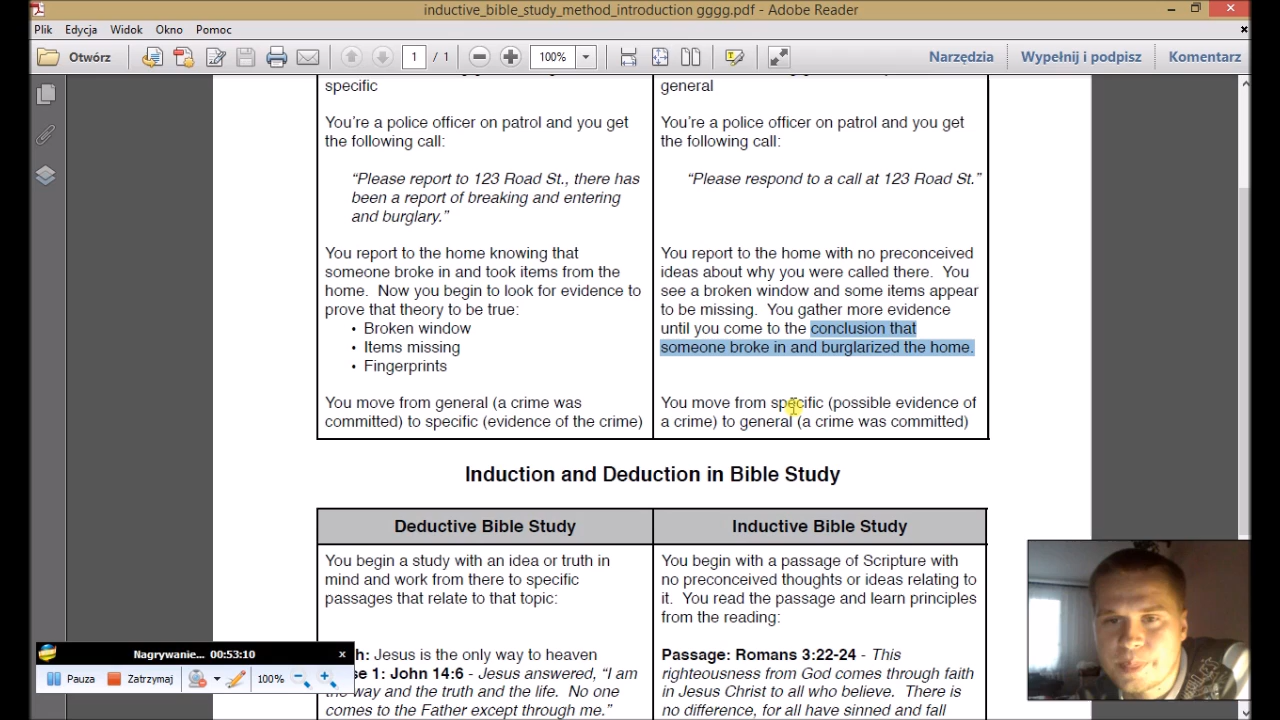 inductive_bible_study_method_introduction gggg.pdf - Adobe Reader
Plik Edycja Widok Okno Pomoc
Otwórz 1 / 1 100% Narzędzia Wypełnij i podpisz Komentarz
specific
You're a police officer on patrol and you get
the following call:
“Please report to 123 Road St., there has
been a report of breaking and entering
and burglary.”
You report to the home knowing that
someone broke in and took items from the
home. Now you begin to look for evidence to
prove that theory to be true:
• Broken window
• Items missing
• Fingerprints
You move from general (a crime was
committed) to specific (evidence of the crime)
general
You're a police officer on patrol and you get
the following call:
“Please respond to a call at 123 Road St.”
You report to the home with no preconceived
ideas about why you were called there. You
see a broken window and some items appear
to be missing. You gather more evidence
until you come to the conclusion that
someone broke in and burglarized the home.
You move from specific (possible evidence of
a crime) to general (a crime was committed)
Induction and Deduction in Bible Study
Deductive Bible Study
You begin a study with an idea or truth in
mind and work from there to specific
passages that relate to that topic:
h: Jesus is the only way to heaven
se 1: John 14:6 - Jesus answered, “I am
way and the truth and the life. No one
comes to the Father except through me.”
Inductive Bible Study
You begin with a passage of Scripture with
no preconceived thoughts or ideas relating to
it. You read the passage and learn principles
from the reading:
Passage: Romans 3:22-24 - This
righteousness from God comes through faith
in Jesus Christ to all who believe. There is
no difference, for all have sinned and fall
Nagrywanie... 00:53:10
Pauza Zatrzymaj 100%